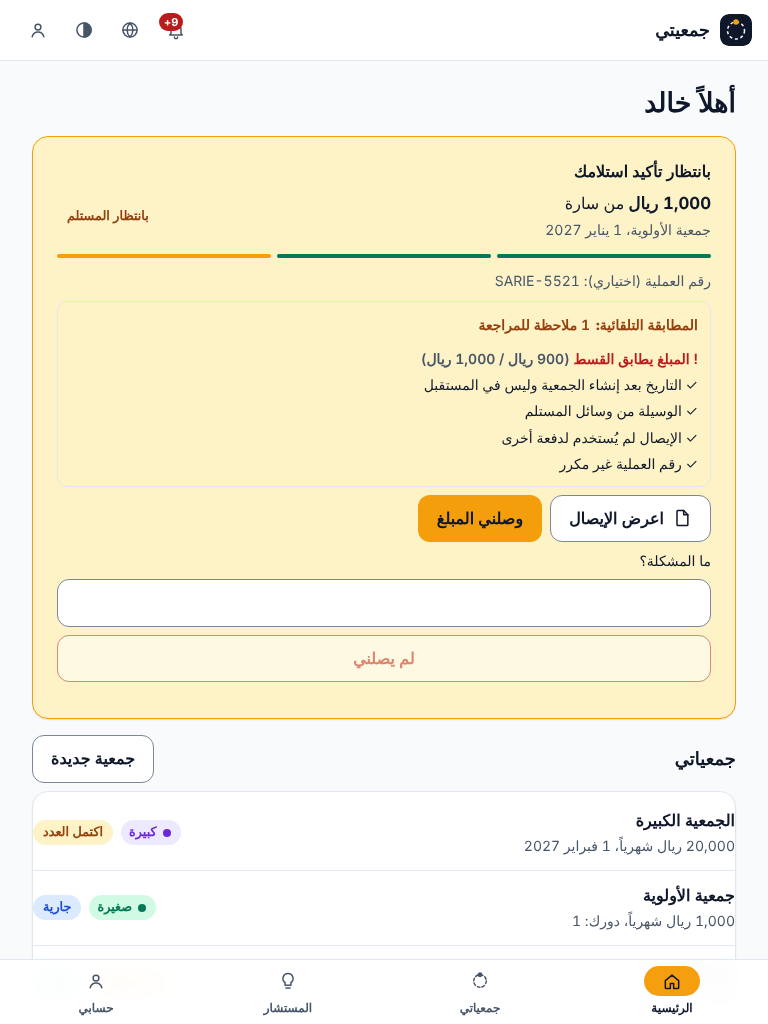 جمعيتي
9+
أهلاً خالد
بانتظار تأكيد استلامك
1,000 ريال من سارة
بانتظار المستلم
جمعية الأولوية، 1 يناير 2027
رقم العملية (اختياري): SARIE-5521
المطابقة التلقائية: 1 ملاحظة للمراجعة
! المبلغ يطابق القسط (900 ريال / 1,000 ريال)
✓ التاريخ بعد إنشاء الجمعية وليس في المستقبل
✓ الوسيلة من وسائل المستلم
✓ الإيصال لم يُستخدم لدفعة أخرى
✓ رقم العملية غير مكرر
اعرض الإيصال
وصلني المبلغ
ما المشكلة؟
لم يصلني
جمعياتي
جمعية جديدة
الجمعية الكبيرة
كبيرة
اكتمل العدد
20,000 ريال شهرياً، 1 فبراير 2027
جمعية الأولوية
صغيرة
جارية
1,000 ريال شهرياً، دورك: 1
الرئيسية
جمعياتي
المستشار
حسابي